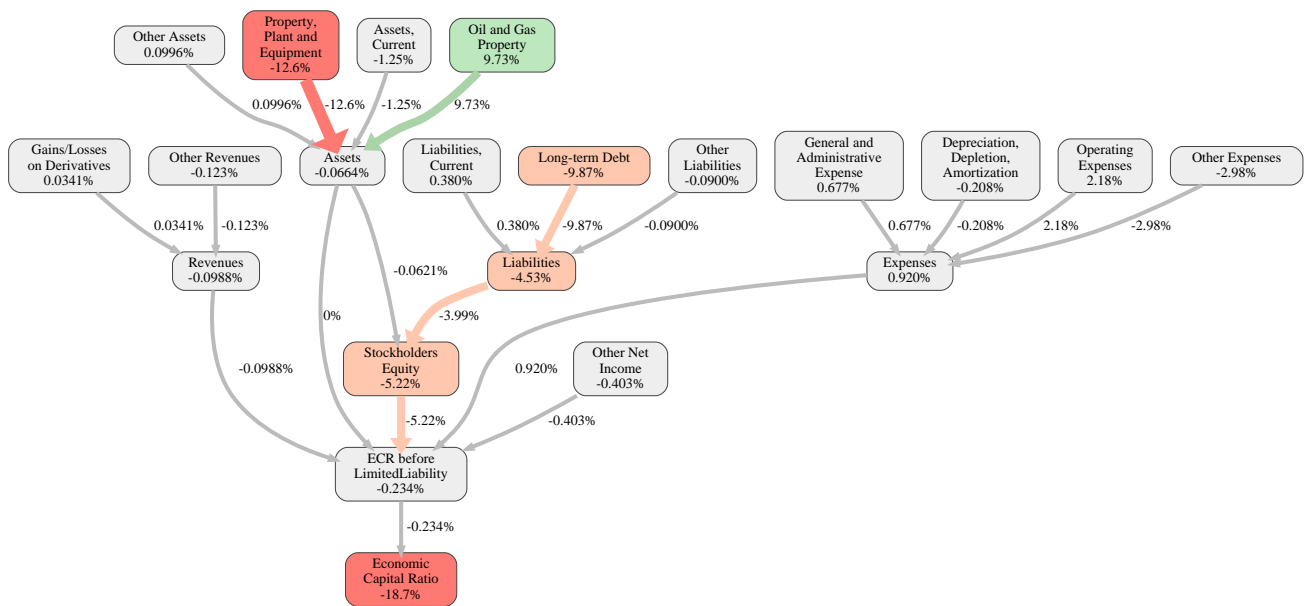 Other Assets
0.0996%
Property,
Plant and
Equipment
-12.6%
Assets,
Current
-1.25%
Oil and Gas
Property
9.73%
0.0996%
-12.6%
-1.25%
9.73%
Gains/Losses
on Derivatives
0.0341%
Other Revenues
-0.123%
Assets
-0.0664%
Liabilities,
Current
0.380%
Long-term Debt
-9.87%
Other
Liabilities
-0.0900%
General and
Administrative
Expense
0.677%
Depreciation,
Depletion,
Amortization
-0.208%
Operating
Expenses
2.18%
Other Expenses
-2.98%
0.0341%
-0.123%
0.380%
-9.87%
-0.0900%
0.677%
-0.208%
2.18%
-2.98%
Revenues
-0.0988%
-0.0621%
Liabilities
-4.53%
Expenses
0.920%
0%
-3.99%
Stockholders
Equity
-5.22%
Other Net
Income
-0.403%
-0.0988%
0.920%
-5.22%
-0.403%
ECR before
LimitedLiability
-0.234%
-0.234%
Economic
Capital Ratio
-18.7%